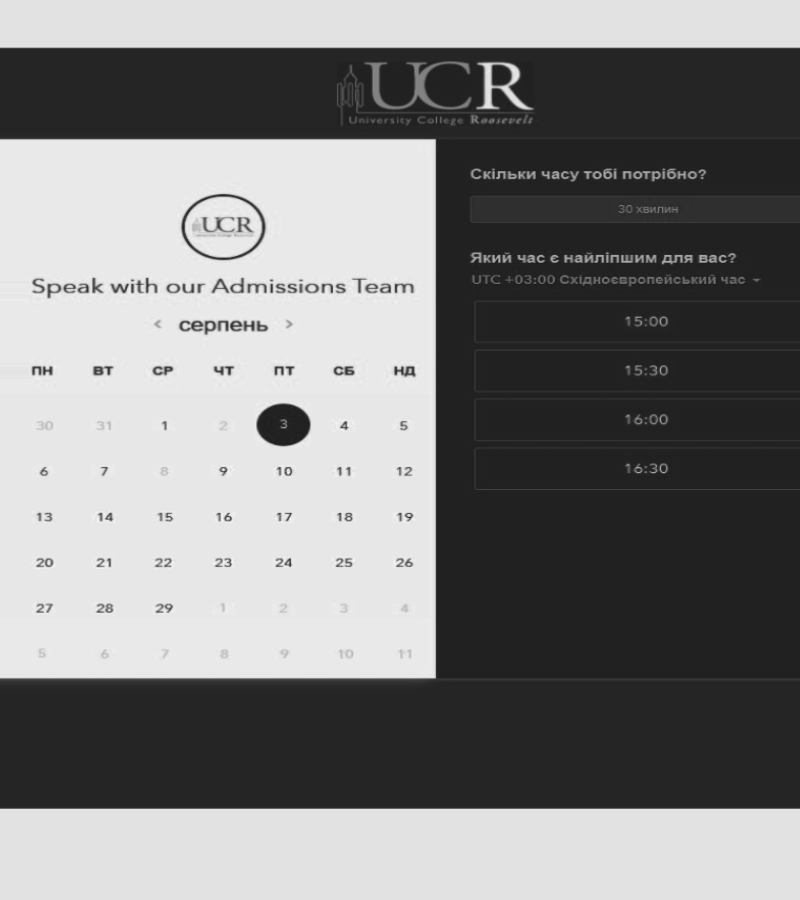 UCR
University College Roosevelt
UCR
Speak with our Admissions Team
< серпень >
ПН ВТ СР ЧТ ПТ СБ НД
30 31 1 2 3 4 5
6 7 8 9 10 11 12
13 14 15 16 17 18 19
20 21 22 23 24 25 26
27 28 29 1 2 3 4
5 6 7 8 9 10 11
Скільки часу тобі потрібно?
30 хвилин
Який час є найліпшим для вас?
UTC +03:00 Східноєвропейський час
15:00
15:30
16:00
16:30